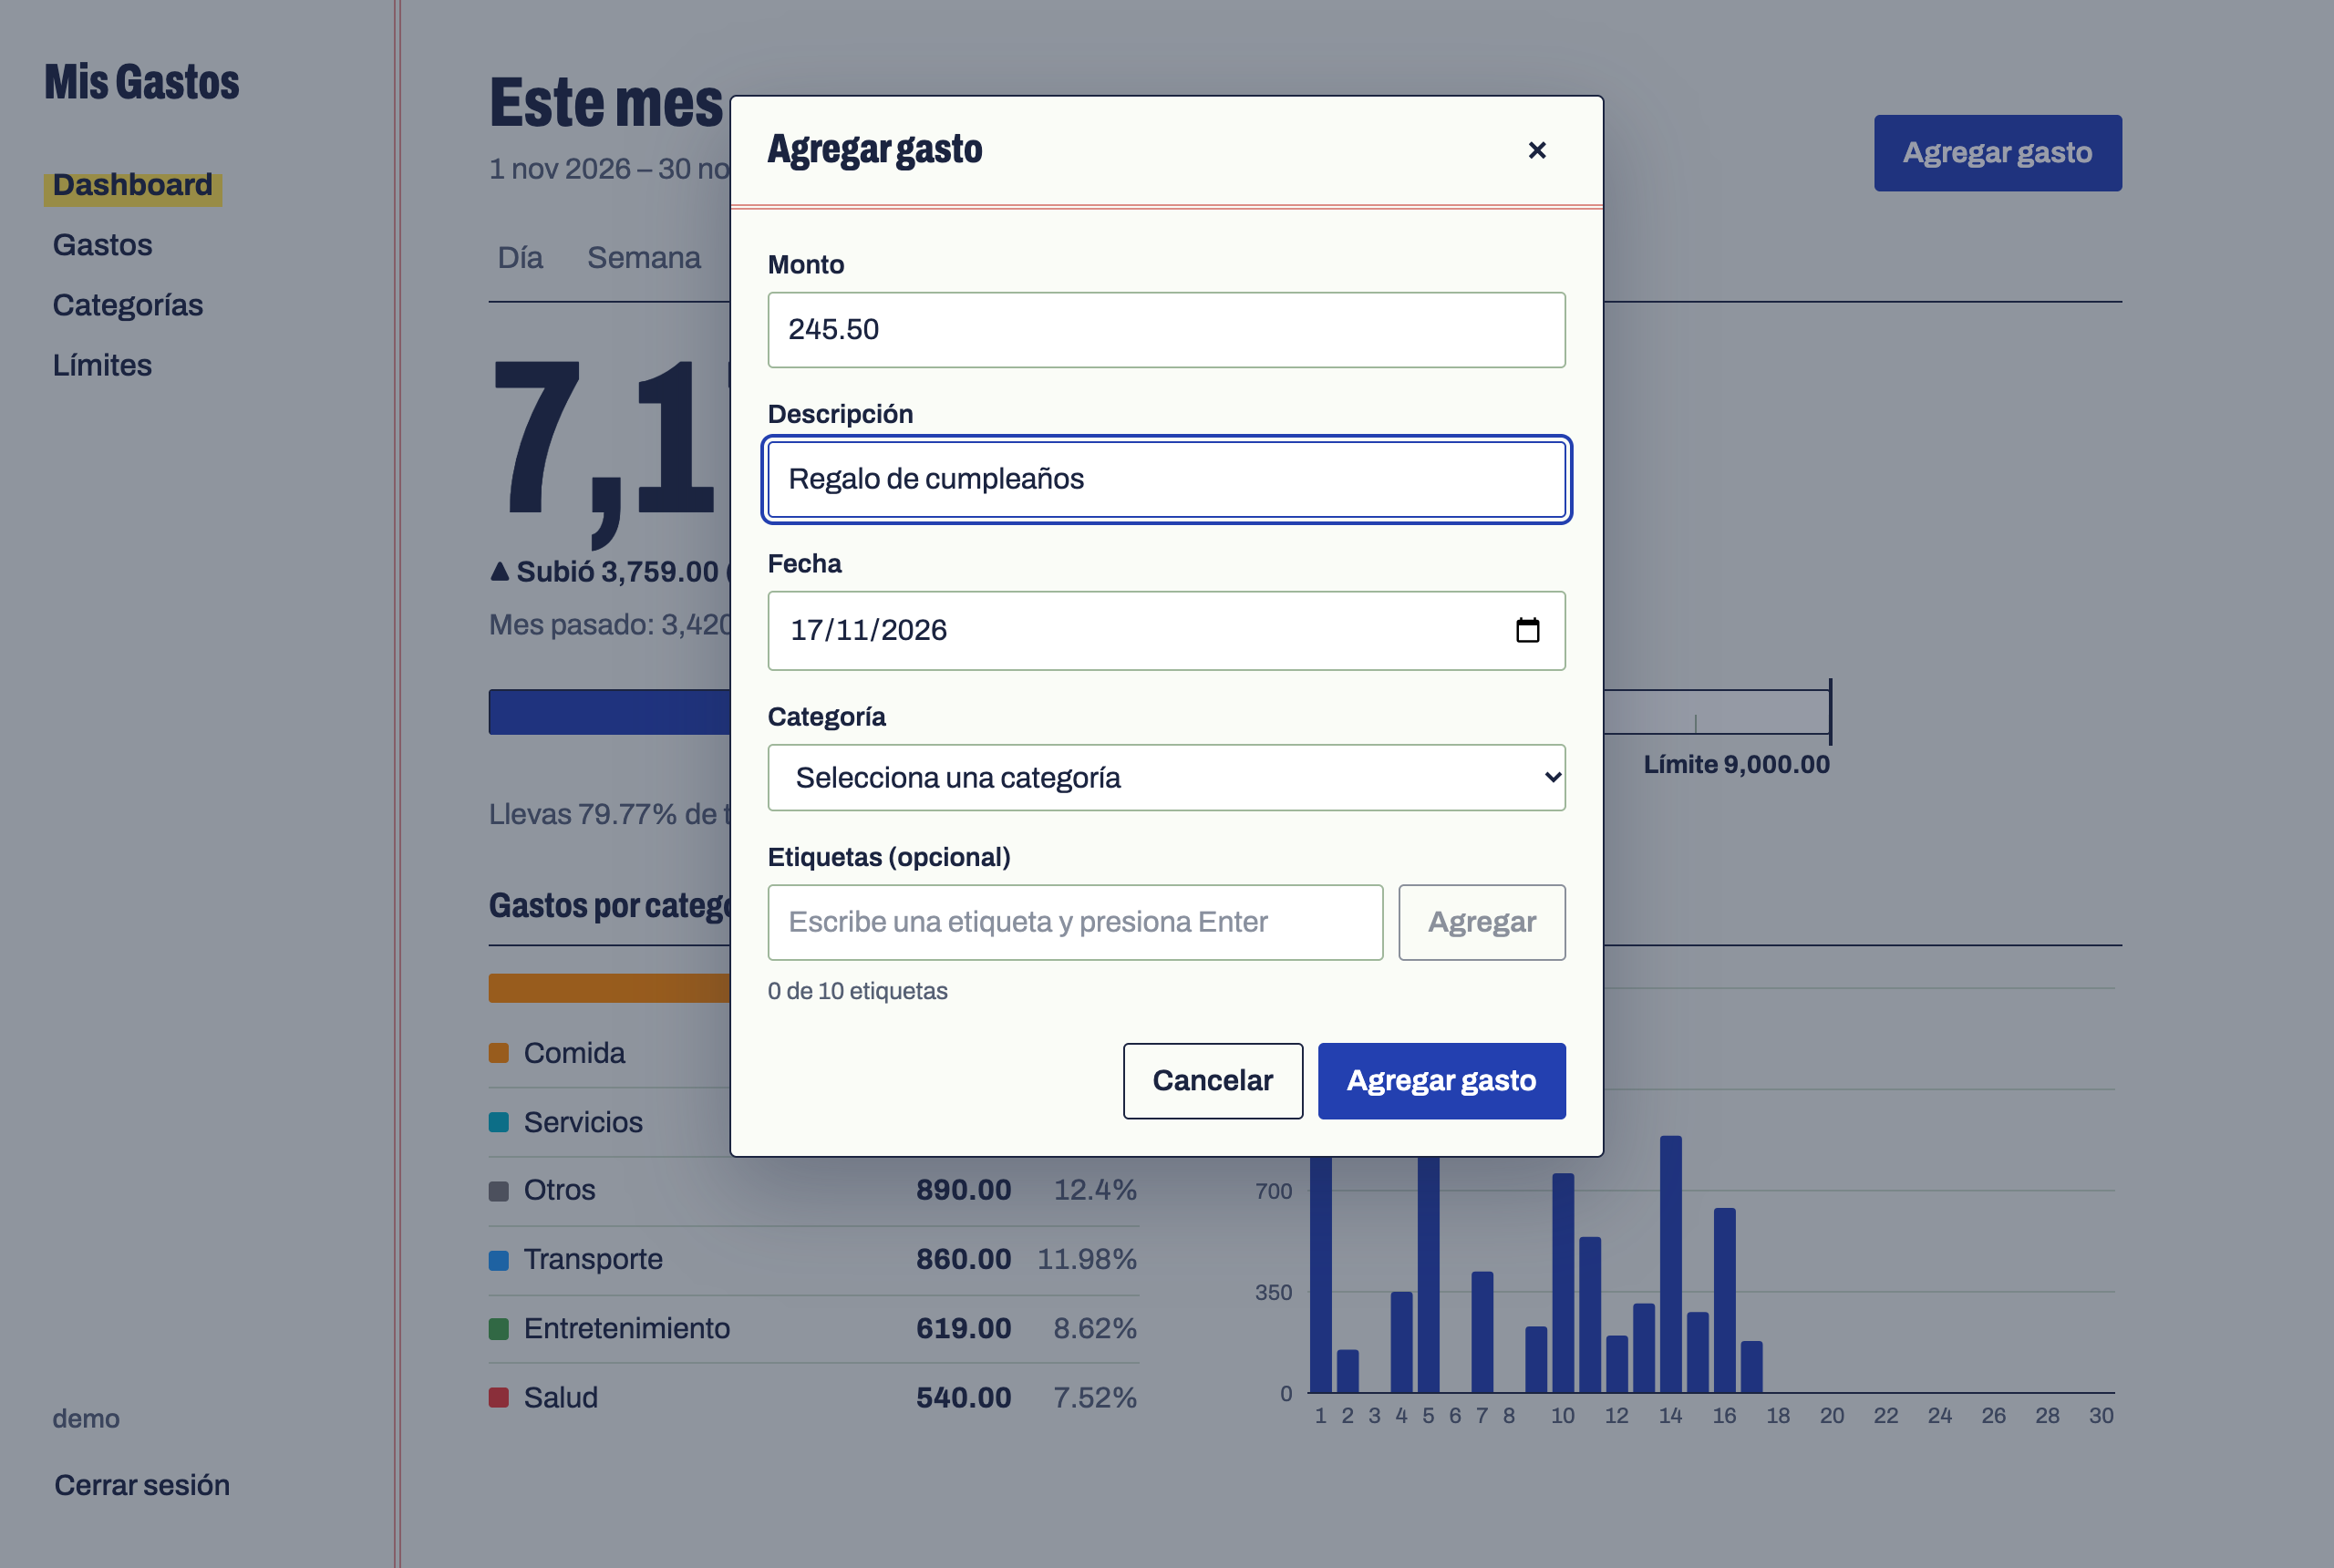 Mis Gastos
Dashboard
Gastos
Categorías
Límites
demo
Cerrar sesión
Este mes
1 nov 2026 – 30 no
Agregar gasto
Día Semana
7,1
Subió 3,759.00
Mes pasado: 3,420
Límite 9,000.00
Llevas 79.77% de t
Gastos por catego
Comida
Servicios
Otros 890.00 12.4%
Transporte 860.00 11.98%
Entretenimiento 619.00 8.62%
Salud 540.00 7.52%
700
350
0
1 2 3 4 5 6 7 8 10 12 14 16 18 20 22 24 26 28 30
Agregar gasto
×
Monto
245.50
Descripción
Regalo de cumpleaños
Fecha
17/11/2026
Categoría
Selecciona una categoría
Etiquetas (opcional)
Escribe una etiqueta y presiona Enter
Agregar
0 de 10 etiquetas
Cancelar
Agregar gasto